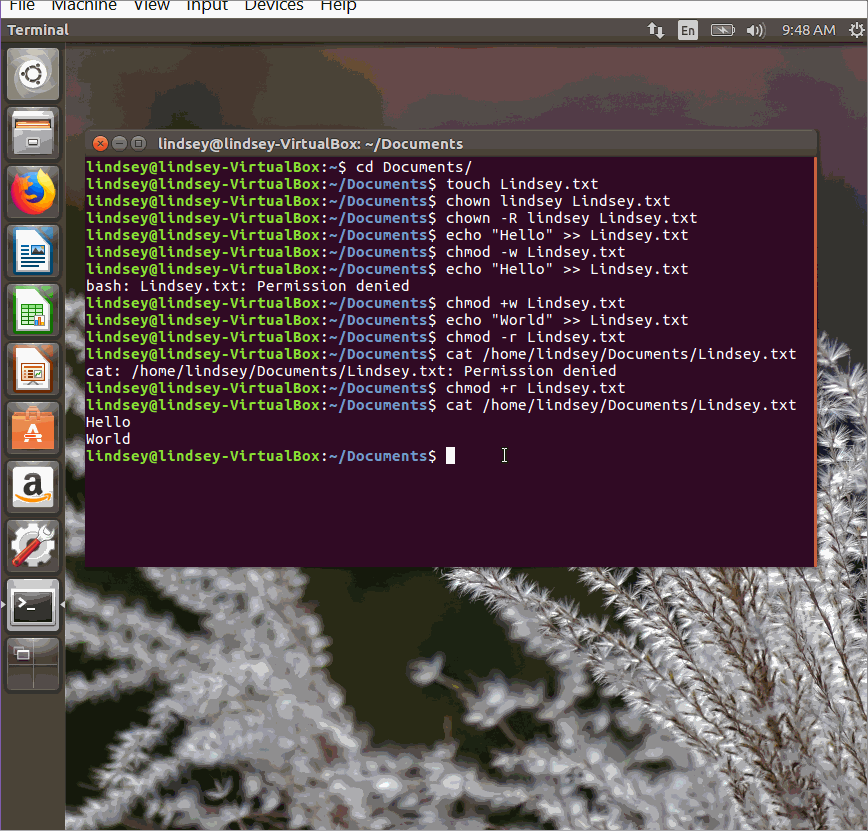 File Machine View Input Devices Help
Terminal En 9:48 AM
lindsey@lindsey-VirtualBox: ~/Documents
lindsey@lindsey-VirtualBox:~$ cd Documents/
lindsey@lindsey-VirtualBox:~/Documents$ touch Lindsey.txt
lindsey@lindsey-VirtualBox:~/Documents$ chown lindsey Lindsey.txt
lindsey@lindsey-VirtualBox:~/Documents$ chown -R lindsey Lindsey.txt
lindsey@lindsey-VirtualBox:~/Documents$ echo "Hello" >> Lindsey.txt
lindsey@lindsey-VirtualBox:~/Documents$ chmod -w Lindsey.txt
lindsey@lindsey-VirtualBox:~/Documents$ echo "Hello" >> Lindsey.txt
bash: Lindsey.txt: Permission denied
lindsey@lindsey-VirtualBox:~/Documents$ chmod +w Lindsey.txt
lindsey@lindsey-VirtualBox:~/Documents$ echo "World" >> Lindsey.txt
lindsey@lindsey-VirtualBox:~/Documents$ chmod -r Lindsey.txt
lindsey@lindsey-VirtualBox:~/Documents$ cat /home/lindsey/Documents/Lindsey.txt
cat: /home/lindsey/Documents/Lindsey.txt: Permission denied
lindsey@lindsey-VirtualBox:~/Documents$ chmod +r Lindsey.txt
lindsey@lindsey-VirtualBox:~/Documents$ cat /home/lindsey/Documents/Lindsey.txt
Hello
World
lindsey@lindsey-VirtualBox:~/Documents$